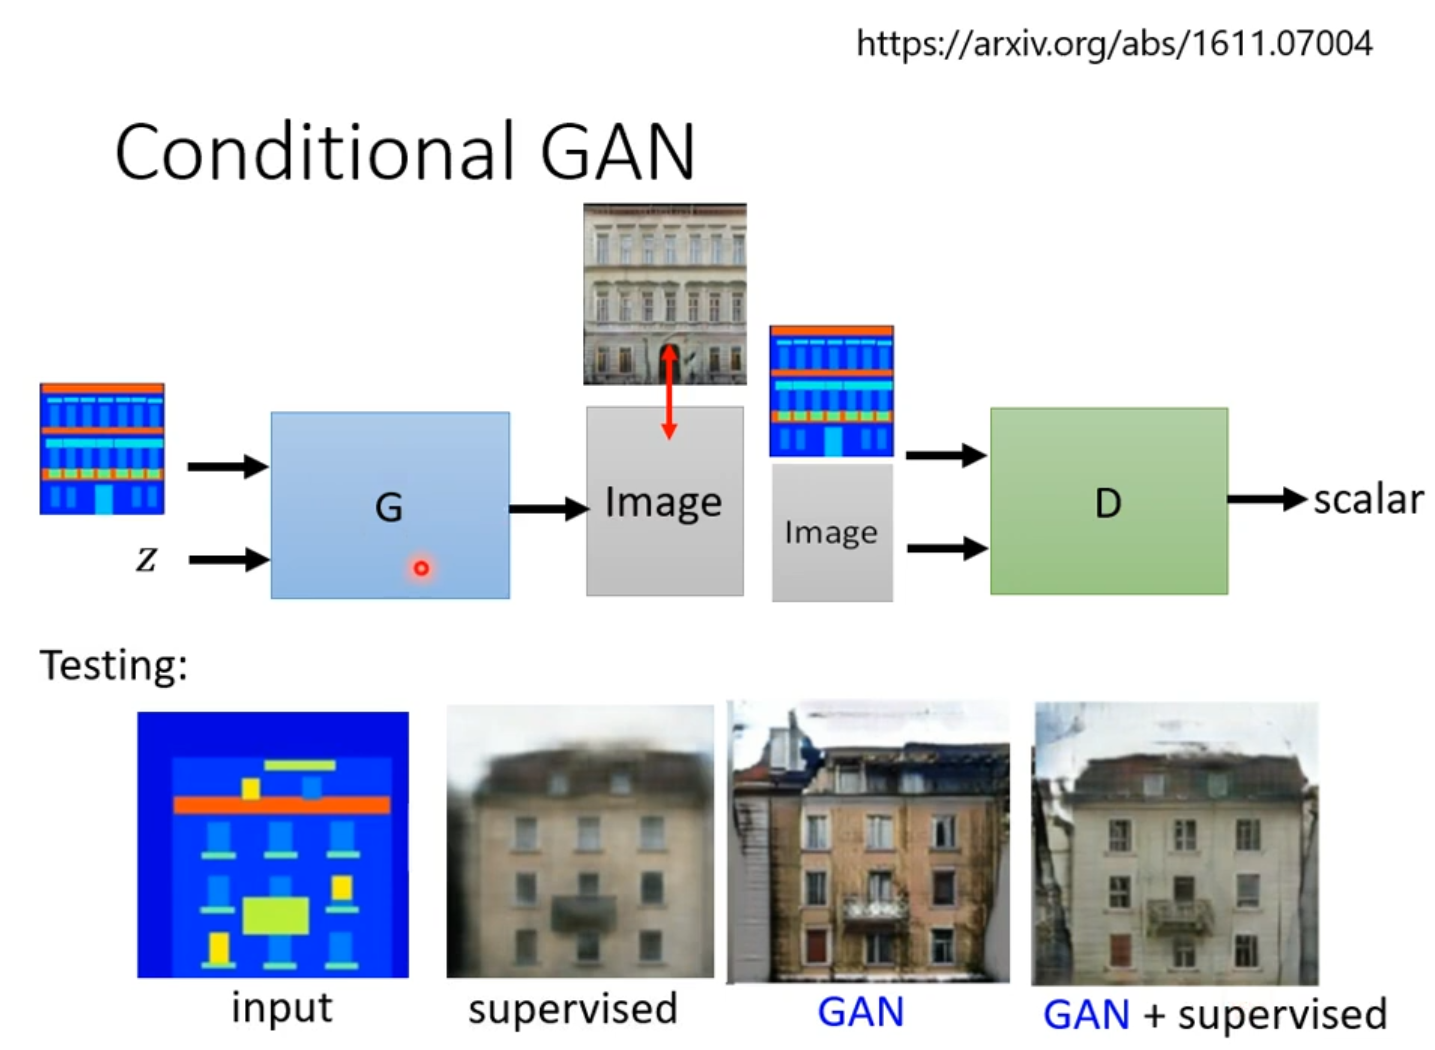 https://arxiv.org/abs/1611.07004
Conditional GAN
G
z
Image
Image
D
scalar
Testing:
input
supervised
GAN
GAN + supervised